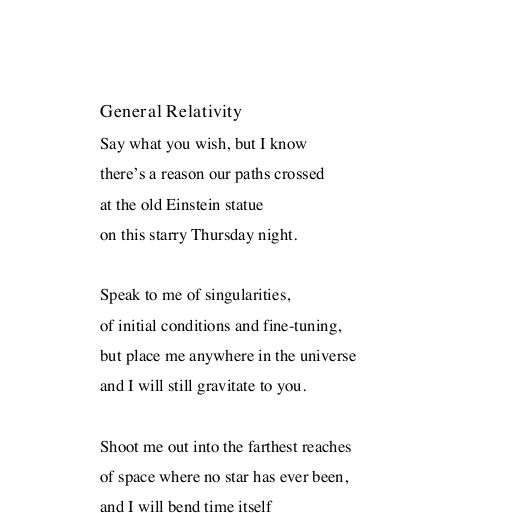 General Relativity
Say what you wish, but I know
there’s a reason our paths crossed
at the old Einstein statue
on this starry Thursday night.
Speak to me of singularities,
of initial conditions and fine-tuning,
but place me anywhere in the universe
and I will still gravitate to you.
Shoot me out into the farthest reaches
of space where no star has ever been,
and I will bend time itself